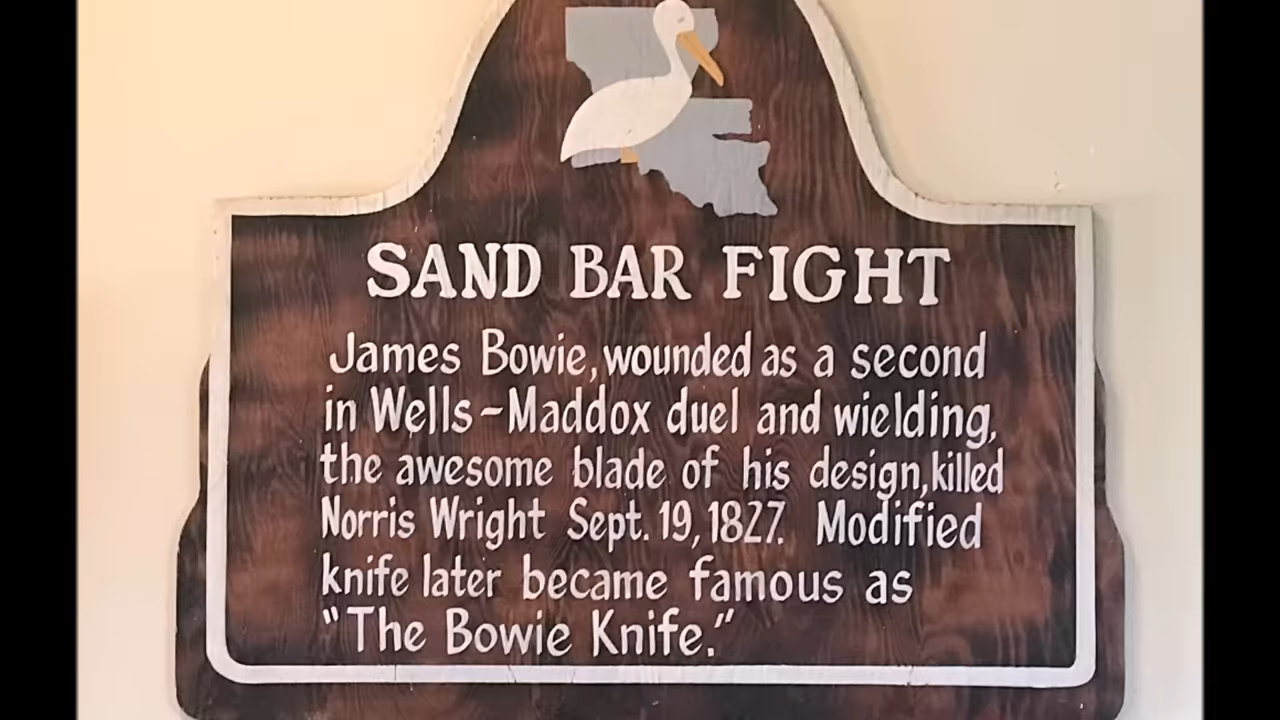 SAND BAR FIGHT
James Bowie, wounded as a second
in Wells-Maddox duel and wielding,
the awesome blade of his design, killed
Norris Wright Sept. 19, 1827. Modified
knife later became famous as
"The Bowie Knife."